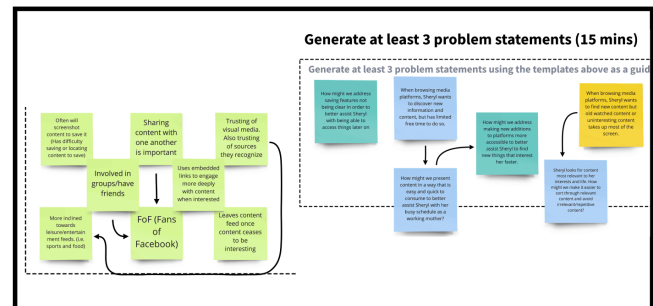 Generate at least 3 problem statements (15 mins)
Generate at least 3 problem statements using the templates above as a guid
Often will
screenshot
content to save it
(Has difficulty
saving or locating
content to save)
Sharing
content with
one another
is important
Trusting of
visual media.
Also trusting
of sources
they recognize
Involved in
groups/have
friends
Uses embedded
links to engage
more deeply
with content
when interested
More inclined
towards
leisure/entertain
ment feeds. (i.e.
sports and food)
FoF (Fans
of
Facebook)
Leaves content
feed once
content ceases
to be
interesting
How might we address
saving features not
being clear in order to
better assist Sheryl
with being able to
access things later on
When browsing media
platforms, Sheryl wants
to discover new
information and
content, but has limited
free time to do so.
How might we present
content in a way that is
easy and quick to
consume to better
assist Sheryl with her
busy schedule as a
working mother?
How might we address
making new additions
to platforms more
accessible to better
assist Sheryl to find
new things that interest
her faster.
When browsing media
platforms, Sheryl wants
to find new content but
old watched content or
uninteresting content
takes up most of the
screen.
Sheryl looks for content
most relevant to her
interests and life. How
might we make it easier to
sort through relevant
content and avoid
irrelevant/repetitive
content?